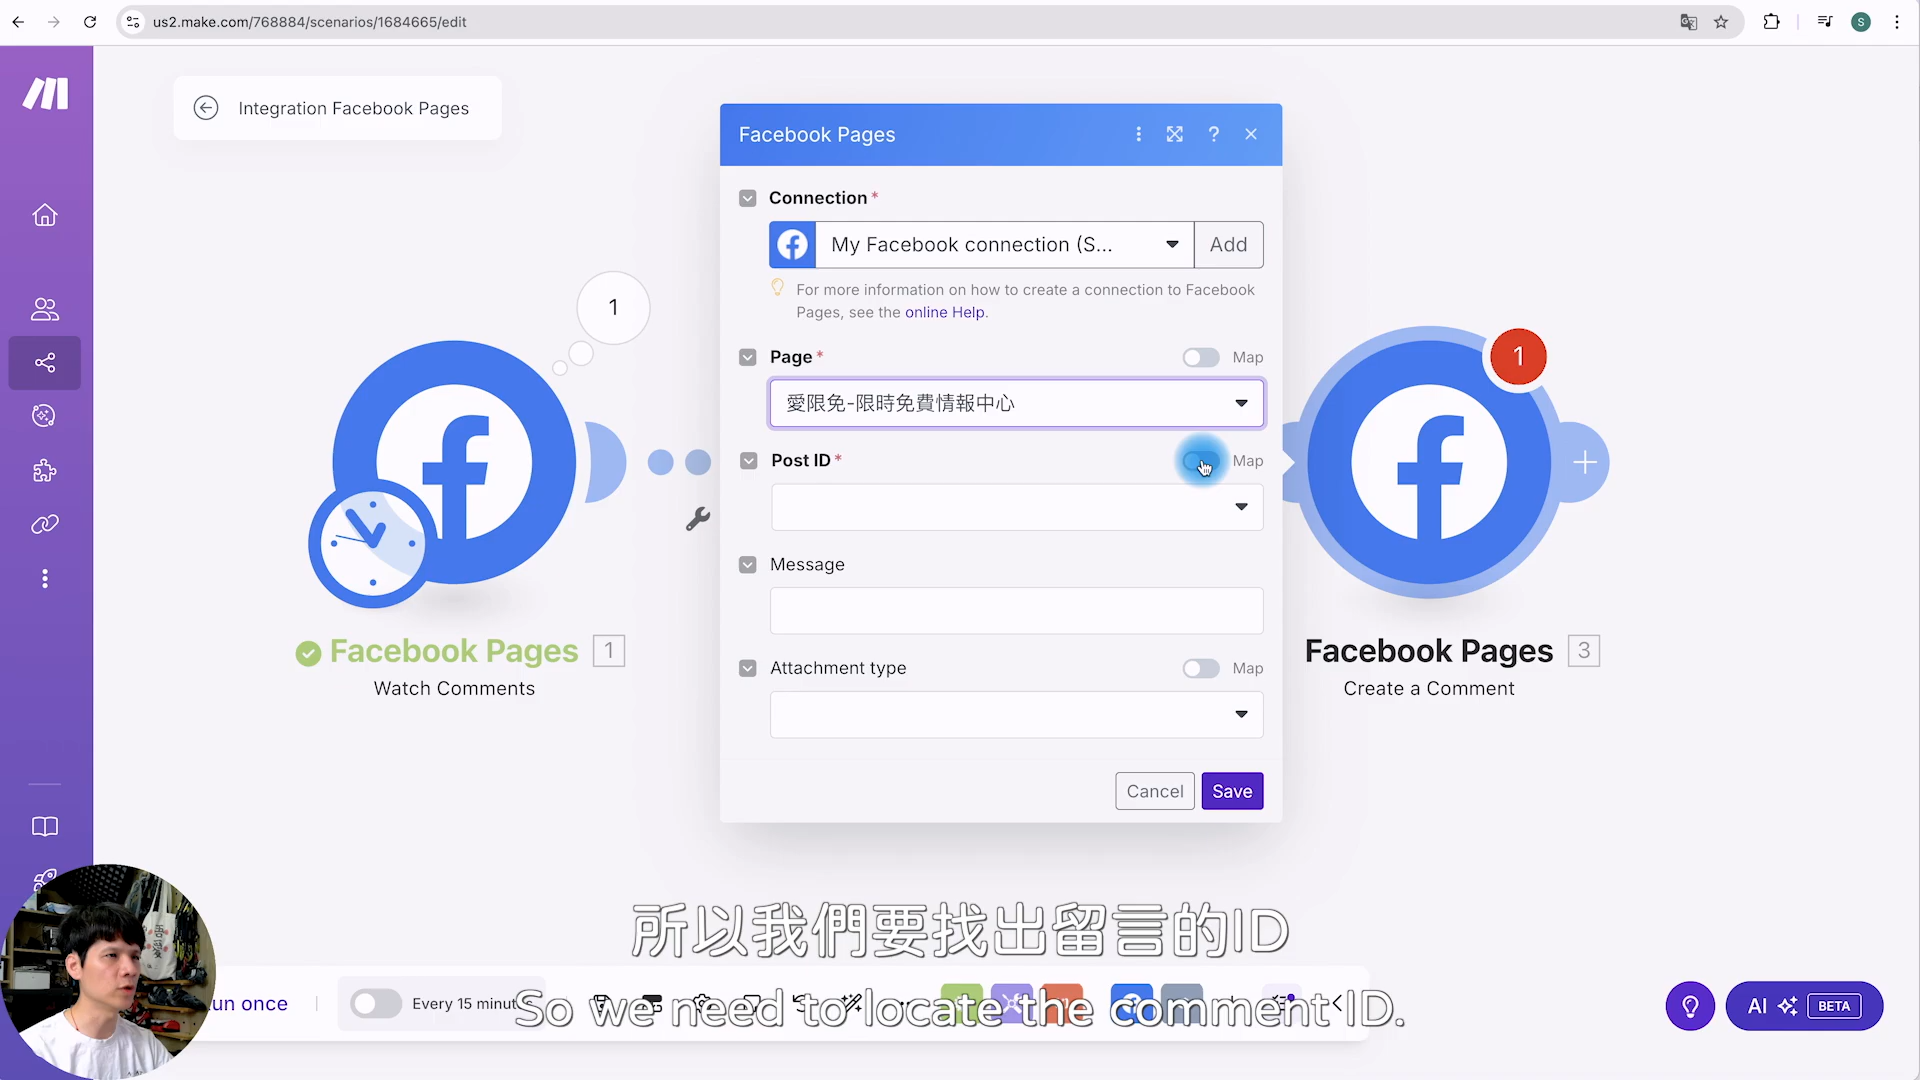 us2.make.com/768884/scenarios/1684665/edit
S
Integration Facebook Pages
Facebook Pages
?
Connection *
My Facebook connection (S...
Add
For more information on how to create a connection to Facebook
Pages, see the online Help.
Page *
Map
愛限免-限時免費情報中心
Post ID *
Map
Message
Attachment type
Map
Cancel
Save
1
Facebook Pages
1
Watch Comments
1
Facebook Pages
3
Create a Comment
所以我們要找出留言的ID
un once
Every 15 minut
So we need to locate the comment ID.
AI
BETA